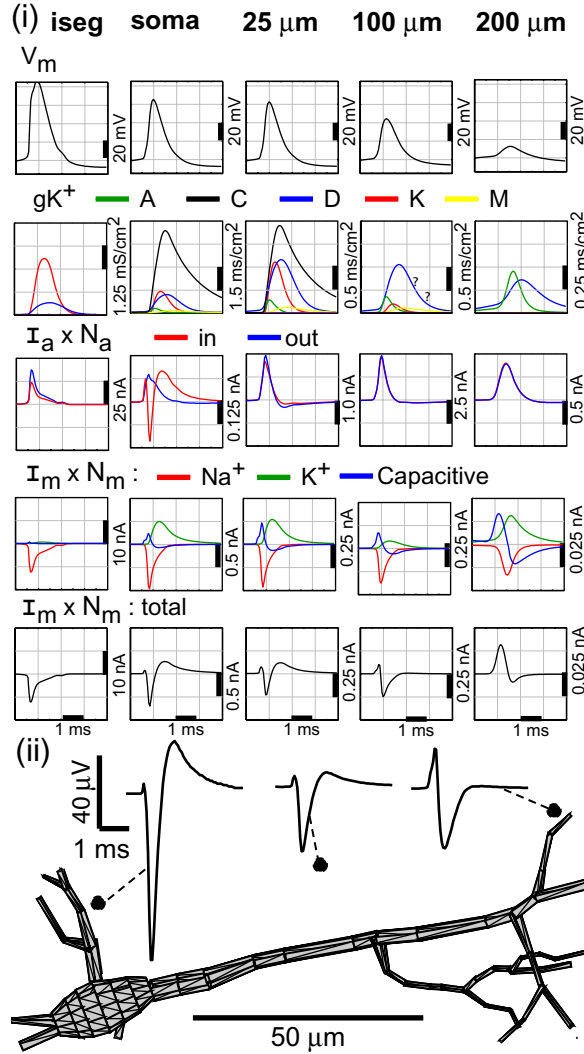 (i) iseg soma 25 µm 100 µm 200 µm
Vm
20 mV 20 mV 20 mV 20 mV 20 mV
gK+ A C D K M
1.25 mS/cm2 1.5 ms/cm2 0.5 ms/cm2 0.25 ms/cm2
? ?
Ia x Na in out
25 nA 0.125 nA 1.0 nA 2.5 nA 0.5 nA
Im x Nm : Na+ K+ Capacitive
10 nA 0.5 nA 0.25 nA 0.25 nA 0.025 nA
Im x Nm : total
10 nA 0.5 nA 0.25 nA 0.25 nA 0.025 nA
1 ms 1 ms 1 ms 1 ms 1 ms
(ii)
40 µV
1 ms
50 µm